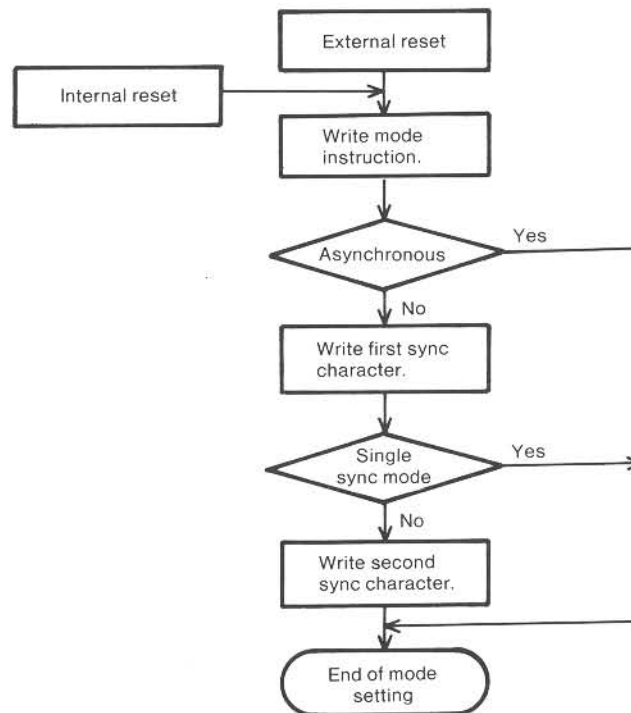 External reset
Internal reset
Write mode
instruction.
Asynchronous
Yes
No
Write first sync
character.
Single
sync mode
Yes
No
Write second
sync character.
End of mode
setting